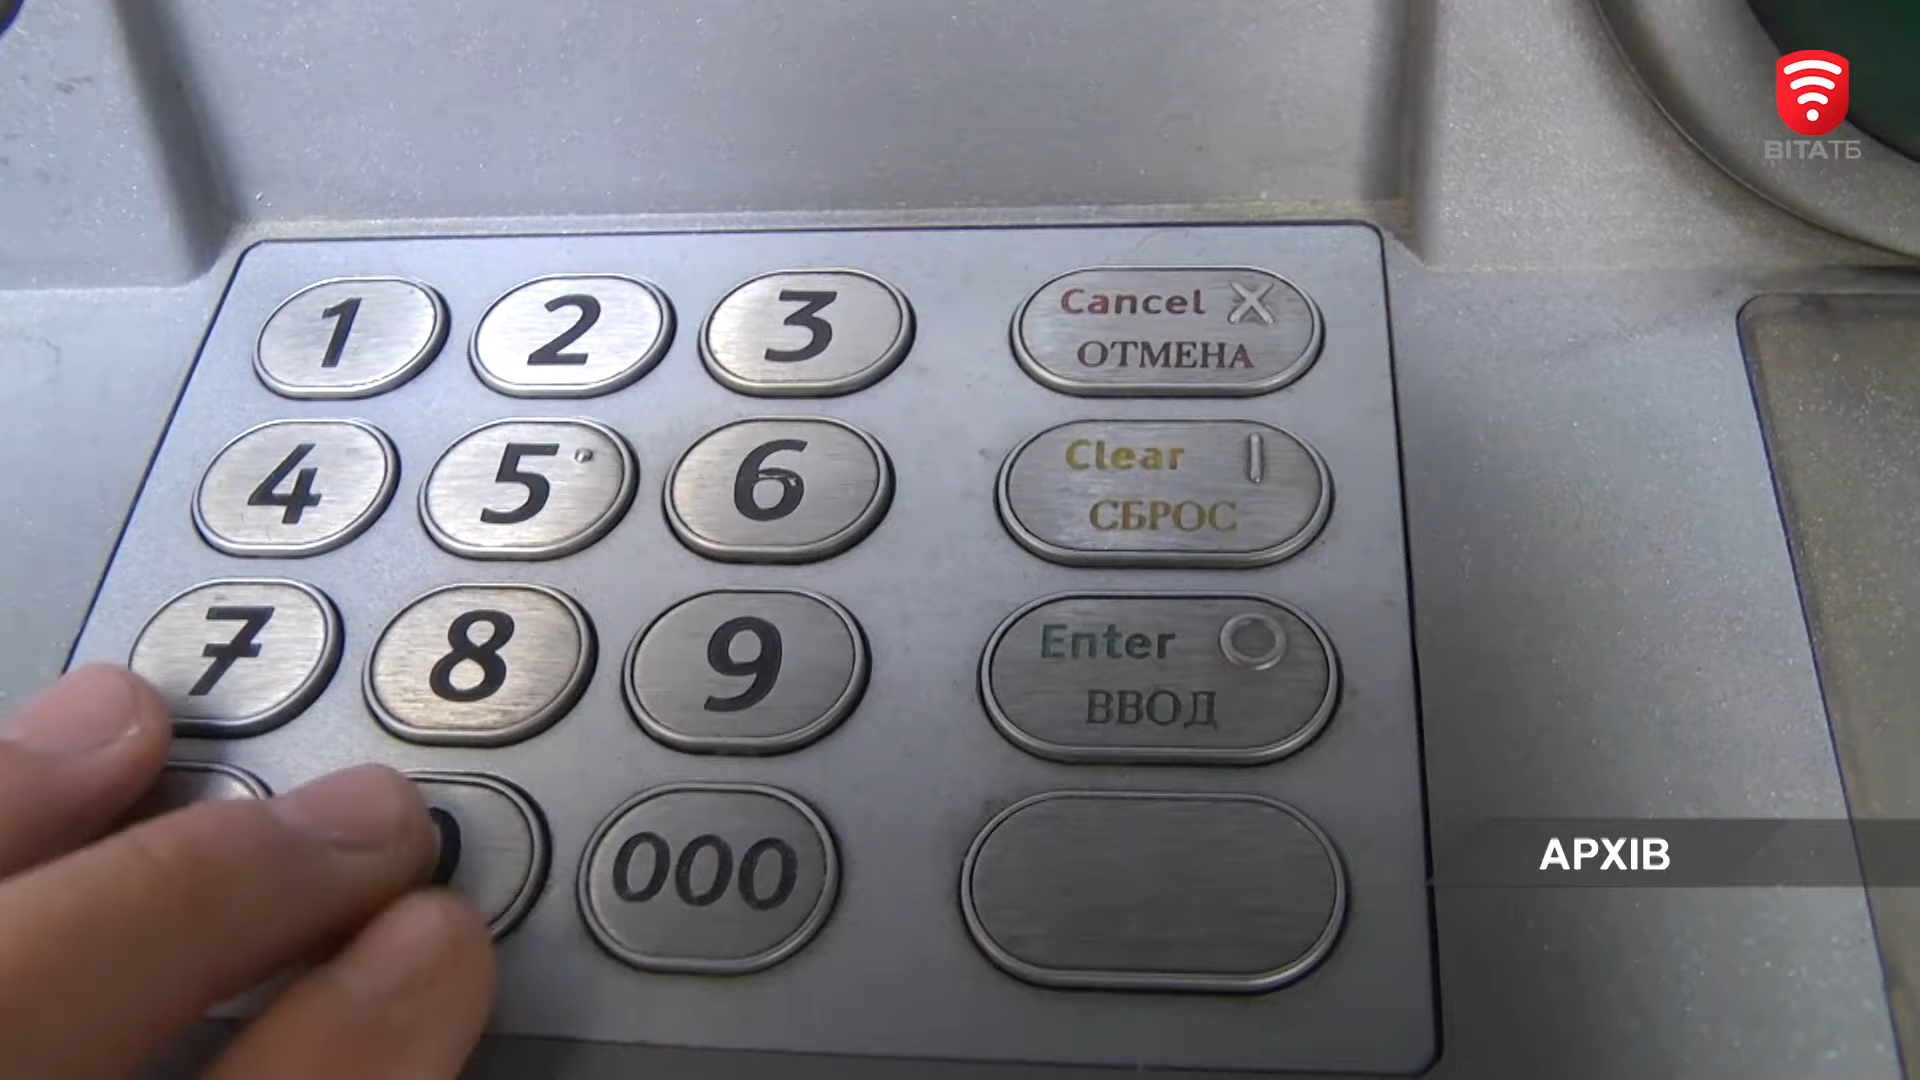 ВІТАТБ
1
2
3
Cancel
ОТМЕНА
4
5
6
Clear
СБРОС
7
8
9
Enter
ВВОД
000
АРХІВ